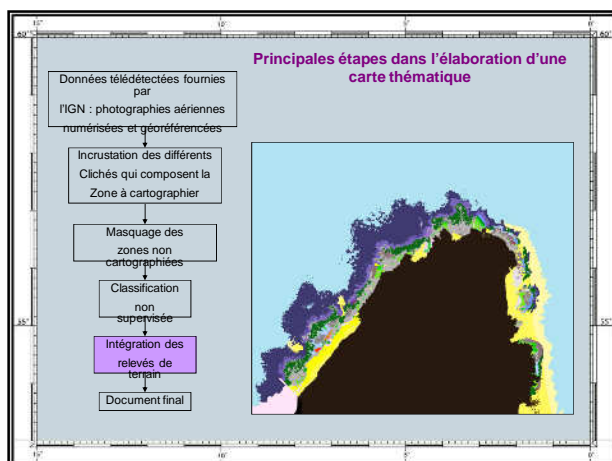 Principales étapes dans l'élaboration d'une
carte thématique
Données télédétectées fournies
par
l'IGN : photographies aériennes
numérisées et géoréférencées
Incrustation des différents
Clichés qui composent la
Zone à cartographier
Masquage des
zones non
cartographiées
Classification
non
supervisée
Intégration des
relevés de
terrain
Document final